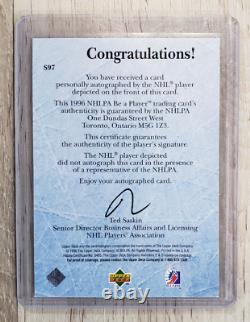 Congratulations!
S97
You have received a card
personally autographed by the NHL® player
depicted on the front of this card.
This 1996 NHLPA Be a Player™ trading card's
authenticity is guaranteed by the NHLPA
One Dundas Street West
Toronto, Ontario M5G 1Z3.
This certificate guarantees
the authenticity of the player's signature.
The NHL® player depicted
did not autograph this card in the presence
of a representative of the NHLPA.
Enjoy your autographed card.
Ted Saskin
Senior Director Business Affairs and Licensing
NHL Players' Association
UPPER DECK